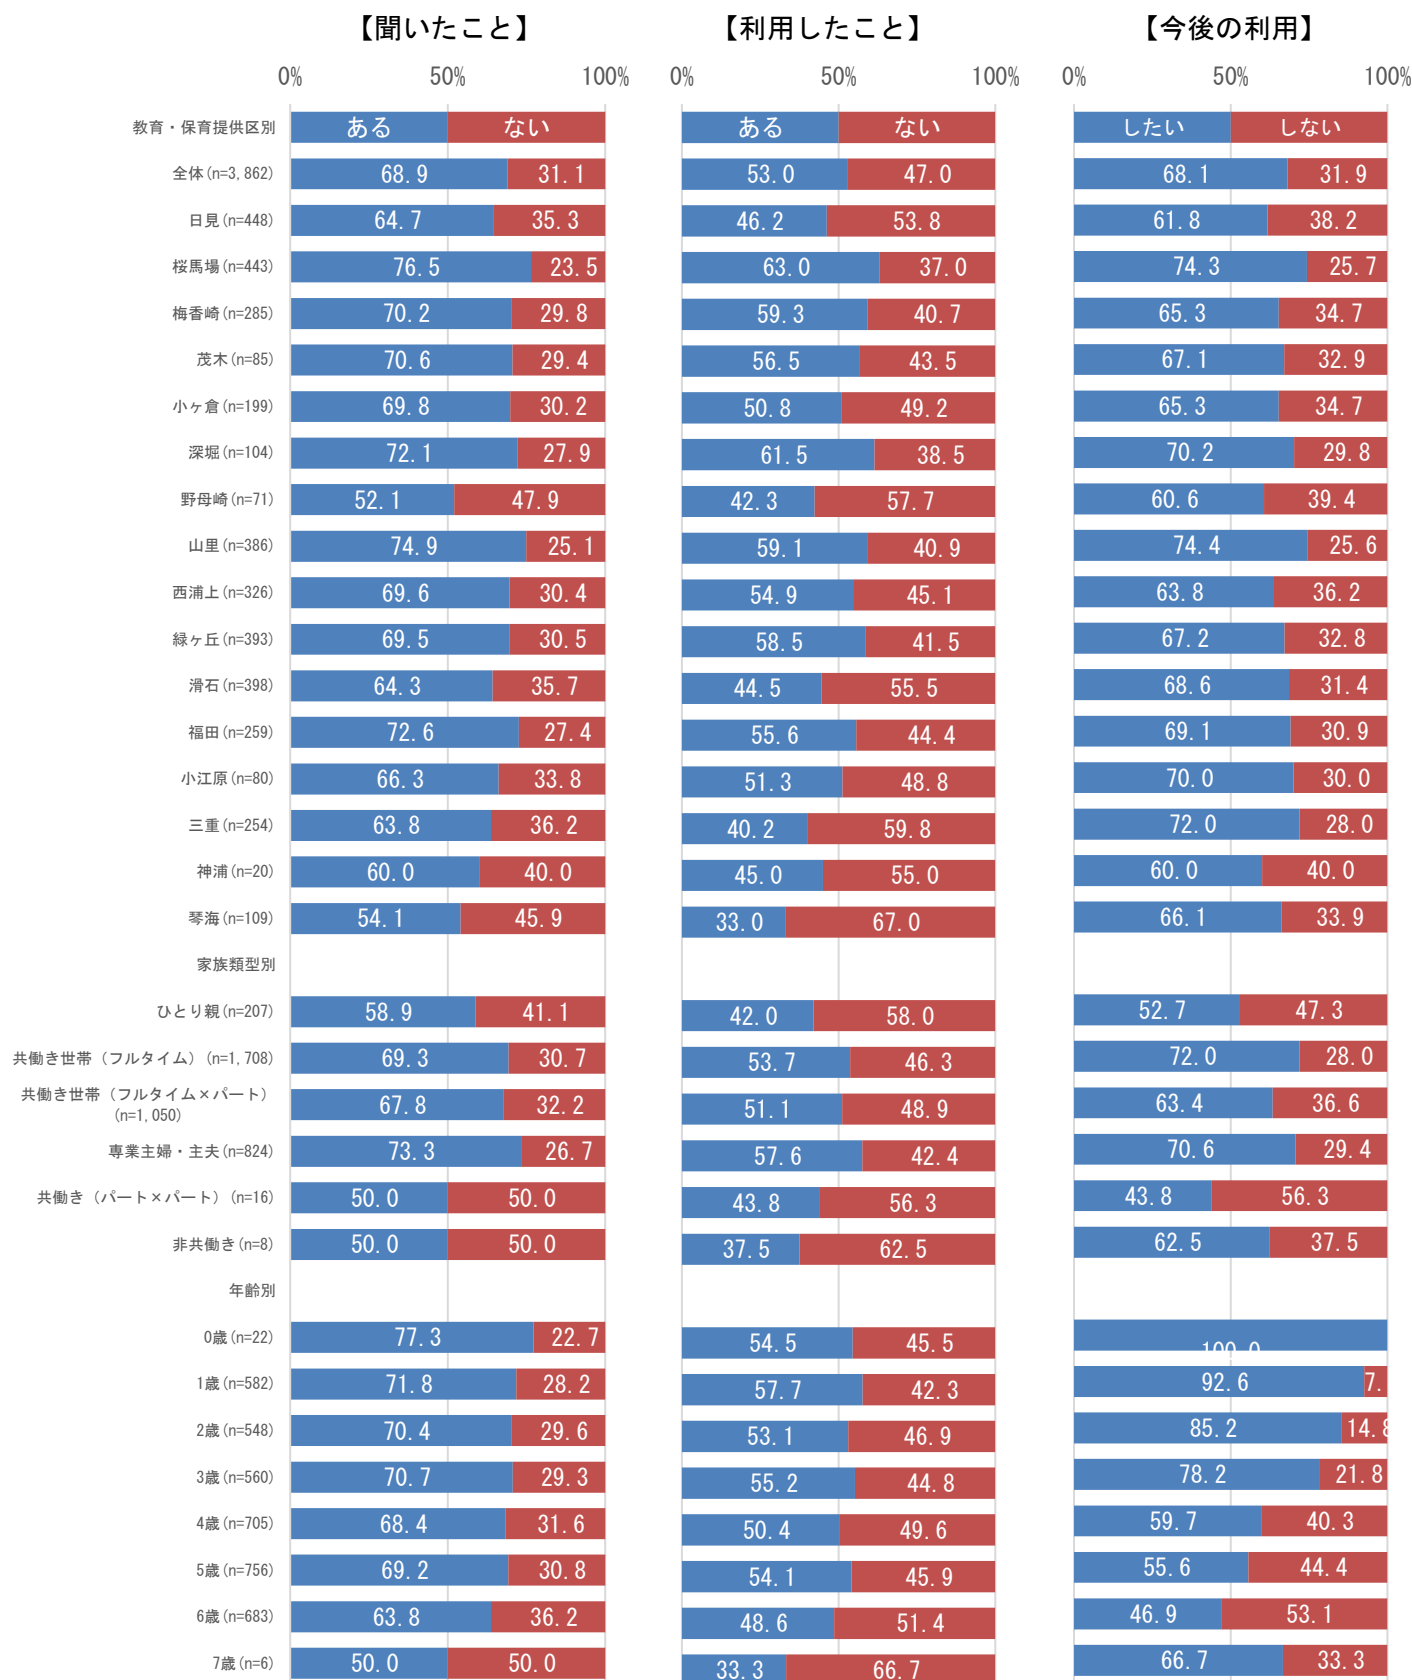 【聞いたこと】 【利用したこと】 【今後の利用】
0% 50% 100% 0% 50% 100% 0% 50% 100%
教育・保育提供区別 ある ない ある ない したい しない
全体(n=3,862) 68.9 31.1 53.0 47.0 68.1 31.9
日見(n=448) 64.7 35.3 46.2 53.8 61.8 38.2
桜馬場(n=443) 76.5 23.5 63.0 37.0 74.3 25.7
梅香崎(n=285) 70.2 29.8 59.3 40.7 65.3 34.7
茂木(n=85) 70.6 29.4 56.5 43.5 67.1 32.9
小ヶ倉(n=199) 69.8 30.2 50.8 49.2 65.3 34.7
深堀(n=104) 72.1 27.9 61.5 38.5 70.2 29.8
野母崎(n=71) 52.1 47.9 42.3 57.7 60.6 39.4
山里(n=386) 74.9 25.1 59.1 40.9 74.4 25.6
西浦上(n=326) 69.6 30.4 54.9 45.1 63.8 36.2
緑ヶ丘(n=393) 69.5 30.5 58.5 41.5 67.2 32.8
滑石(n=398) 64.3 35.7 44.5 55.5 68.6 31.4
福田(n=259) 72.6 27.4 55.6 44.4 69.1 30.9
小江原(n=80) 66.3 33.8 51.3 48.8 70.0 30.0
三重(n=254) 63.8 36.2 40.2 59.8 72.0 28.0
神浦(n=20) 60.0 40.0 45.0 55.0 60.0 40.0
琴海(n=109) 54.1 45.9 33.0 67.0 66.1 33.9
家族類型別
ひとり親(n=207) 58.9 41.1 42.0 58.0 52.7 47.3
共働き世帯（フルタイム）(n=1,708) 69.3 30.7 53.7 46.3 72.0 28.0
共働き世帯（フルタイム×パート）
(n=1,050) 67.8 32.2 51.1 48.9 63.4 36.6
専業主婦・主夫(n=824) 73.3 26.7 57.6 42.4 70.6 29.4
共働き（パート×パート）(n=16) 50.0 50.0 43.8 56.3 43.8 56.3
非共働き(n=8) 50.0 50.0 37.5 62.5 62.5 37.5
年齢別
0歳(n=22) 77.3 22.7 54.5 45.5 100.0
1歳(n=582) 71.8 28.2 57.7 42.3 92.6 7.
2歳(n=548) 70.4 29.6 53.1 46.9 85.2 14.8
3歳(n=560) 70.7 29.3 55.2 44.8 78.2 21.8
4歳(n=705) 68.4 31.6 50.4 49.6 59.7 40.3
5歳(n=756) 69.2 30.8 54.1 45.9 55.6 44.4
6歳(n=683) 63.8 36.2 48.6 51.4 46.9 53.1
7歳(n=6) 50.0 50.0 33.3 66.7 66.7 33.3